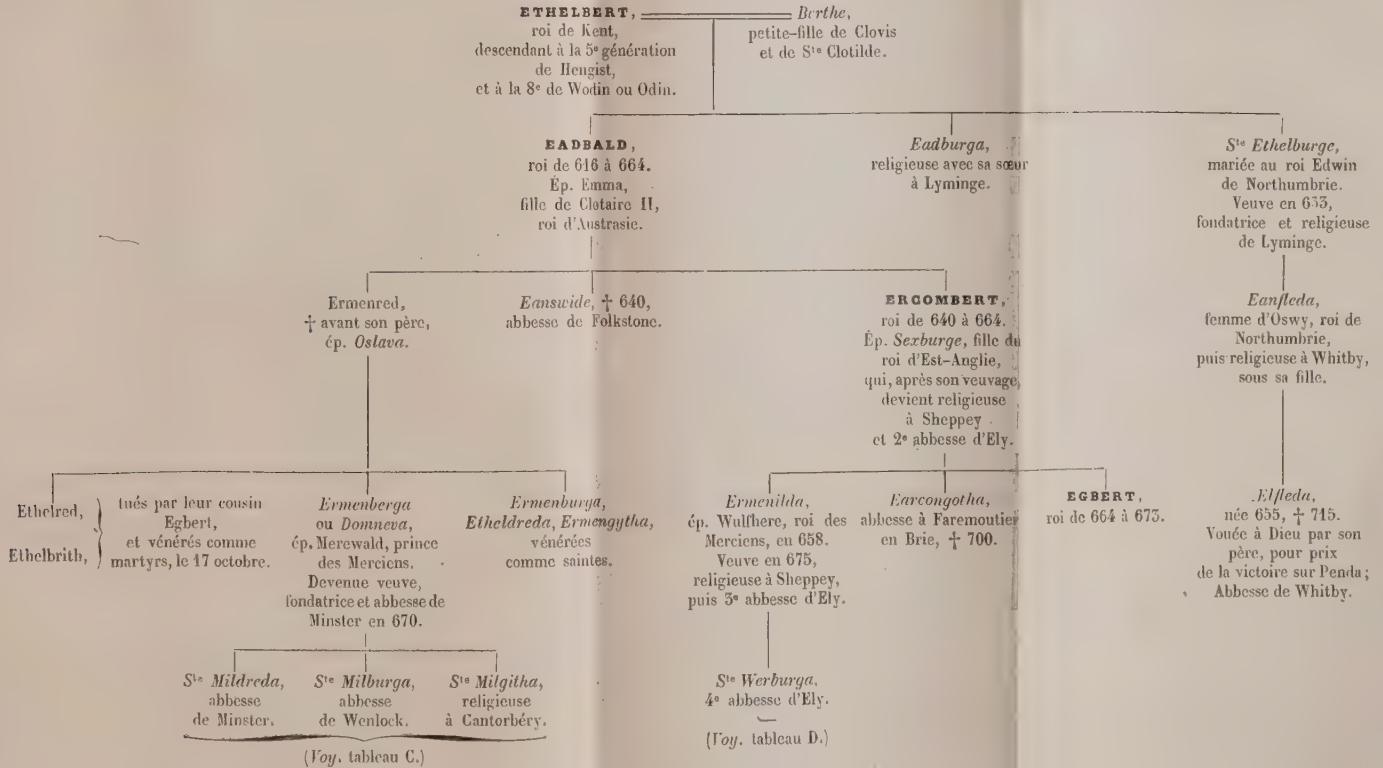 ETHELBERT,
roi de Kent,
descendant à la 5e génération
de Hengist,
et à la 8e de Wodin ou Odin.
Berthe,
petite-fille de Clovis
et de Ste Clotilde.
EADBALD,
roi de 616 à 664.
Ép. Emma,
fille de Clotaire II,
roi d'Austrasie.
Eadburga,
religieuse avec sa sœur
à Lyminge.
Ste Ethelburge,
mariée au roi Edwin
de Northumbrie.
Veuve en 633,
fondatrice et religieuse
de Lyminge.
Ermenred,
† avant son père,
ép. Oslava.
Eanswide, † 640,
abbesse de Folkstone.
ERCOMBERT,
roi de 640 à 664.
Ép. Sexburge, fille du
roi d'Est-Anglie,
qui, après son veuvage,
devient religieuse
à Sheppey
et 2e abbesse d'Ely.
Eanfleda,
femme d'Oswy, roi de
Northumbrie,
puis religieuse à Whitby,
sous sa fille.
Ethelred,
Ethelbrith,
tués par leur cousin
Egbert,
et vénérés comme
martyrs, le 17 octobre.
Ermenberga
ou Domneva,
ép. Merewald, prince
des Merciens.
Devenue veuve,
fondatrice et abbesse de
Minster en 670.
Ermenburga,
Etheldreda, Ermengytha,
vénérées
comme saintes.
Ermenilda,
ép. Wulfhere, roi des
Merciens, en 658.
Veuve en 675,
religieuse à Sheppey,
puis 3e abbesse d'Ely.
Earcongotha,
abbesse à Faremoutier
en Brie, † 700.
EGBERT,
roi de 664 à 673.
Elfleda,
née 655, † 715.
Vouée à Dieu par son
père, pour prix
de la victoire sur Penda;
Abbesse de Whitby.
Ste Mildreda,
abbesse
de Minster.
Ste Milburga,
abbesse
de Wenlock.
Ste Milgitha,
religieuse
à Cantorbéry.
(Voy. tableau C.)
Ste Werburga,
4e abbesse d'Ely.
(Voy. tableau D.)